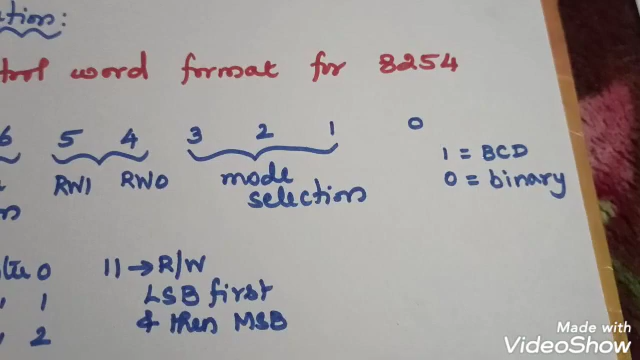 trol word format for 8254
6 5 4 3 2 1 0
RW1 RW0 mode selection
1 = BCD
0 = binary
0 11 → R/W
1 LSB first
2 & then MSB
Made with
VideoShow